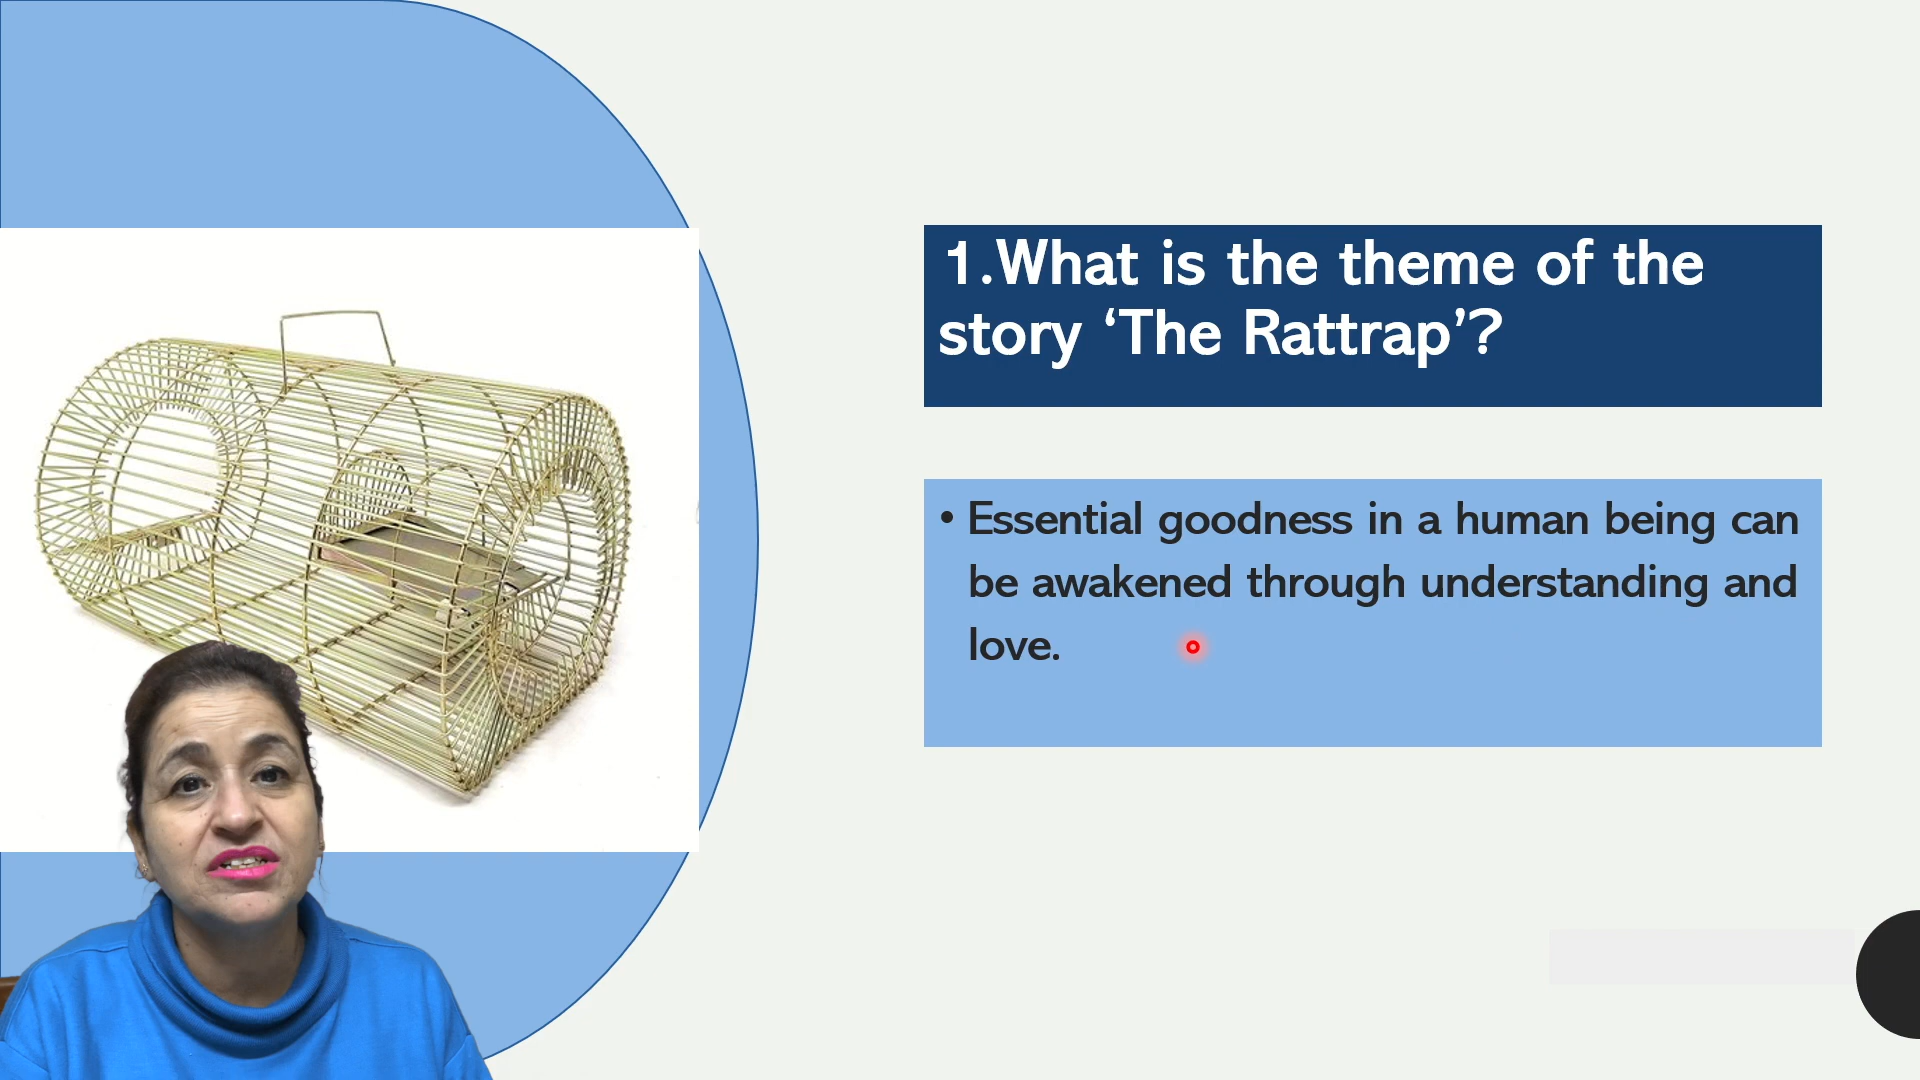 1.What is the theme of the
story ‘The Rattrap’?
• Essential goodness in a human being can
be awakened through understanding and
love.